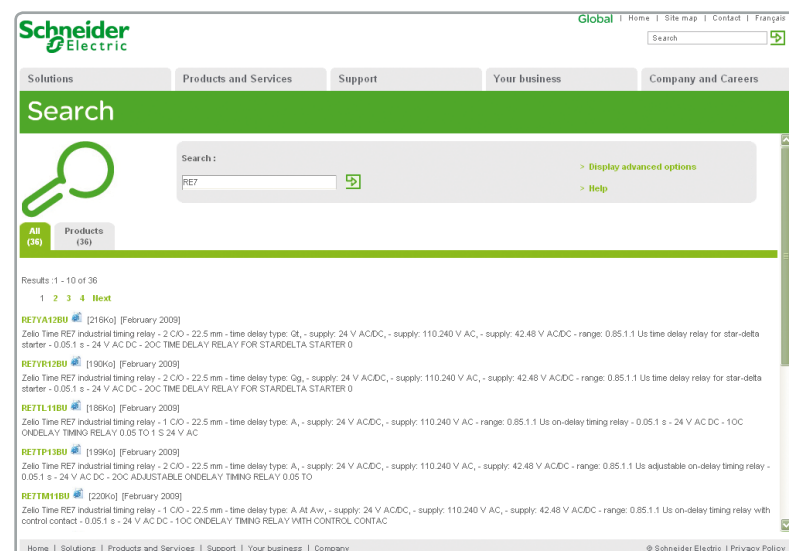 Schneider
Electric
Global | Home | Site map | Contact | Français
Search
Solutions
Products and Services
Support
Your business
Company and Careers
Search
Search :
RE7
> Display advanced options
> Help
All
(36)
Products
(36)
Results :1 - 10 of 36
1 2 3 4 Next
RE7YA12BU [216Ko] [February 2009]
Zelio Time RE7 industrial timing relay - 2 C/O - 22.5 mm - time delay type: Qt, - supply: 24 V AC/DC, - supply: 110.240 V AC, - supply: 42.48 V AC/DC - range: 0.85.1.1 Us time delay relay for star-delta
starter - 0.05.1 s - 24 V AC DC - 2OC TIME DELAY RELAY FOR STARDELTA STARTER 0
RE7YR12BU [190Ko] [February 2009]
Zelio Time RE7 industrial timing relay - 2 C/O - 22.5 mm - time delay type: Qg, - supply: 24 V AC/DC, - supply: 110.240 V AC, - supply: 42.48 V AC/DC - range: 0.85.1.1 Us time delay relay for star-delta
starter - 0.05.1 s - 24 V AC DC - 2OC TIME DELAY RELAY FOR STARDELTA STARTER 0
RE7TL11BU [186Ko] [February 2009]
Zelio Time RE7 industrial timing relay - 1 C/O - 22.5 mm - time delay type: A, - supply: 24 V AC/DC, - supply: 110.240 V AC - range: 0.85.1.1 Us on-delay timing relay - 0.05.1 s - 24 V AC DC - 1OC
ONDELAY TIMING RELAY 0.05 TO 1 S 24 V AC
RE7TP13BU [199Ko] [February 2009]
Zelio Time RE7 industrial timing relay - 2 C/O - 22.5 mm - time delay type: A, - supply: 24 V AC/DC, - supply: 110.240 V AC, - supply: 42.48 V AC/DC - range: 0.85.1.1 Us adjustable on-delay timing relay -
0.05.1 s - 24 V AC DC - 2OC ADJUSTABLE ONDELAY TIMING RELAY 0.05 TO
RE7TM11BU [220Ko] [February 2009]
Zelio Time RE7 industrial timing relay - 1 C/O - 22.5 mm - time delay type: A At Aw, - supply: 24 V AC/DC, - supply: 110.240 V AC, - supply: 42.48 V AC/DC - range: 0.85.1.1 Us on-delay timing relay with
control contact - 0.05.1 s - 24 V AC DC - 1OC ONDELAY TIMING RELAY WITH CONTROL CONTAC
Home | Solutions | Products and Services | Support | Your business | Company
© Schneider Electric | Privacy Policy